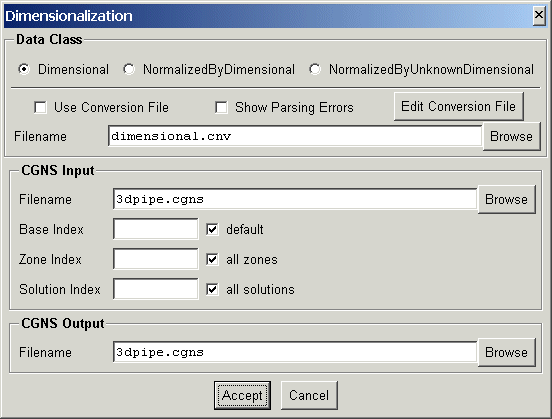 Dimensionalization
Data Class
Dimensional NormalizedByDimensional NormalizedByUnknownDimensional
Use Conversion File Show Parsing Errors Edit Conversion File
Filename dimensional.cnv Browse
CGNS Input
Filename 3dpipe.cgns Browse
Base Index default
Zone Index all zones
Solution Index all solutions
CGNS Output
Filename 3dpipe.cgns Browse
Accept Cancel